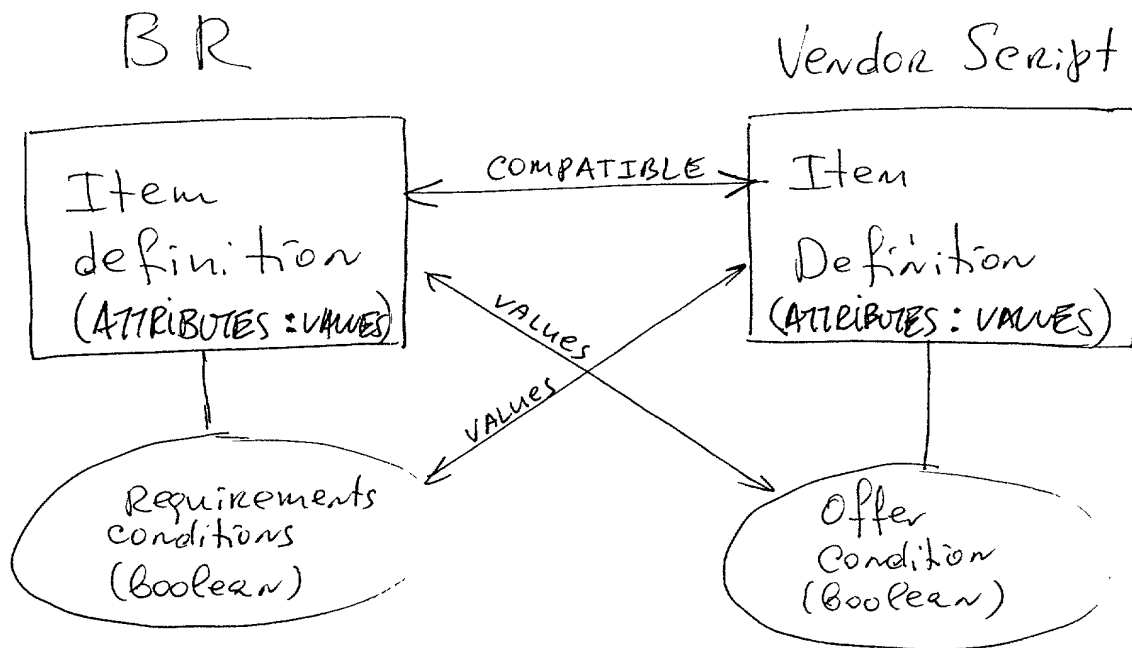 BR
Vendor Script
COMPATIBLE
Item
definition
(ATTRIBUTES : VALUES)
Item
Definition
(ATTRIBUTES : VALUES)
VALUES
VALUES
Requirements
conditions
(Boolean)
Offer
condition
(Boolean)